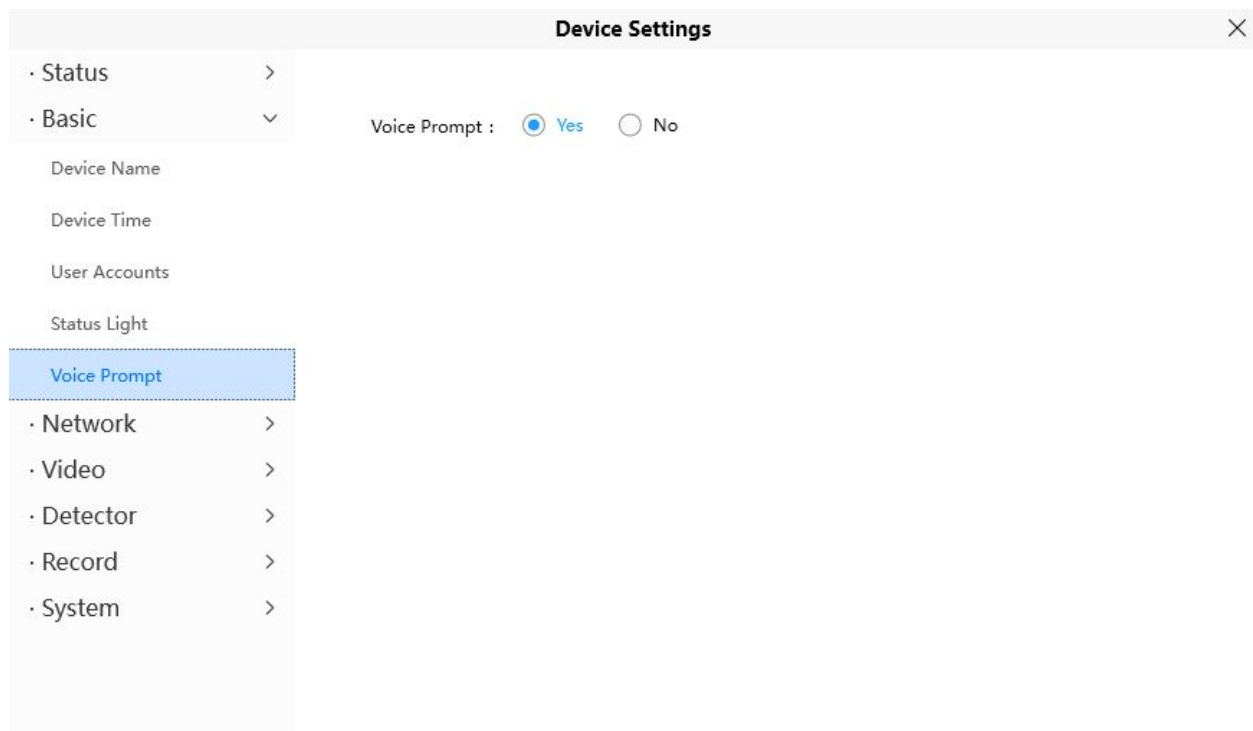 Device Settings
· Status
· Basic
Voice Prompt : Yes No
Device Name
Device Time
User Accounts
Status Light
Voice Prompt
· Network
· Video
· Detector
· Record
· System